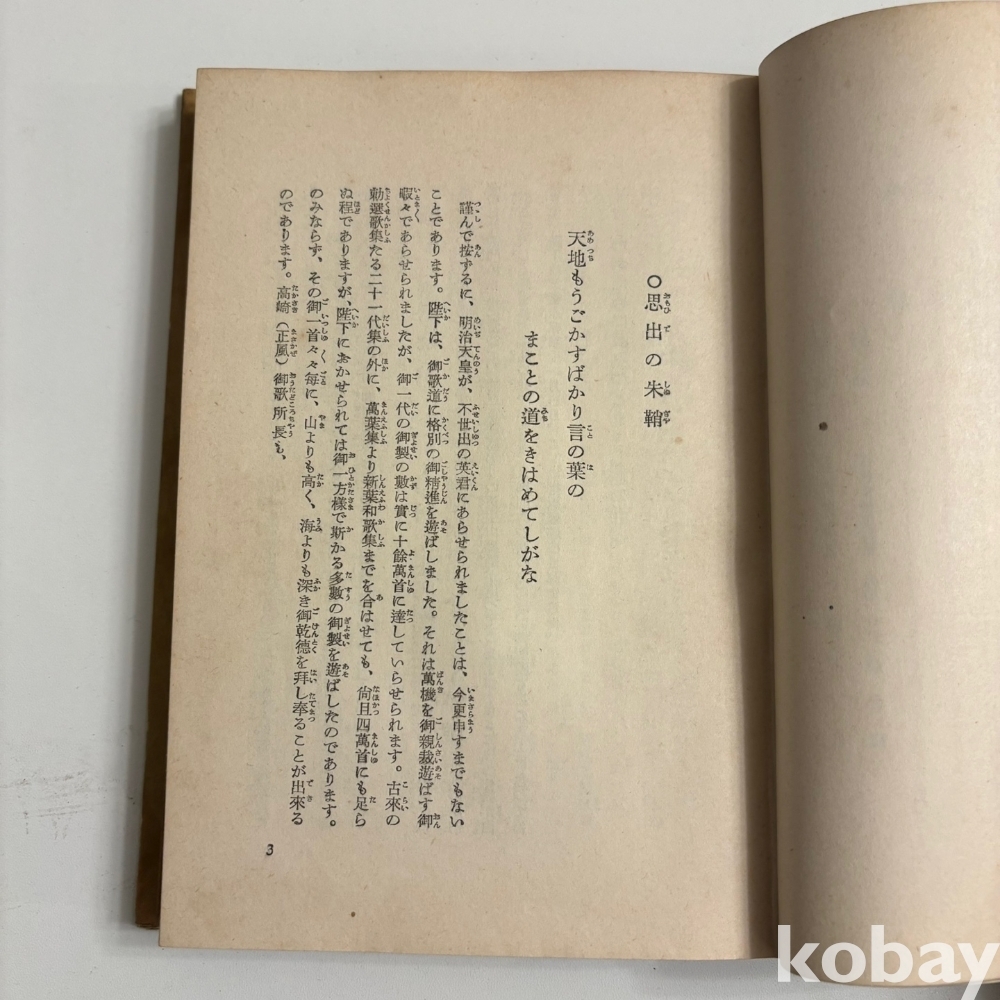 ○思出の朱鞘
天地もうごかすばかり言の葉の
まことの道をきはめてしがな
謹んで按ずるに、明治天皇が、不世出の英君にあらせられましたことは、今更申すまでもない
ことであります。陛下は、御歌道に格別の御精進を遊ばしました。それは萬機を御親裁遊ばす御
暇々であらせられましたが、御一代の御製の數は實に十餘萬首に達していらせられます。古來の
勅選歌集たる二十一代集の外に、萬葉集より新葉和歌集までを合はせても、尙且四萬首にも足ら
ぬ程でありますが、陛下におかせられては御一方樣で斯かる多數の御製を遊ばしたのであります。
のみならず、その御一首々々毎に、山よりも高く、海よりも深き御乾德を拜し奉ることが出來る
のであります。高崎（正風）御歌所長も、
3
kobay